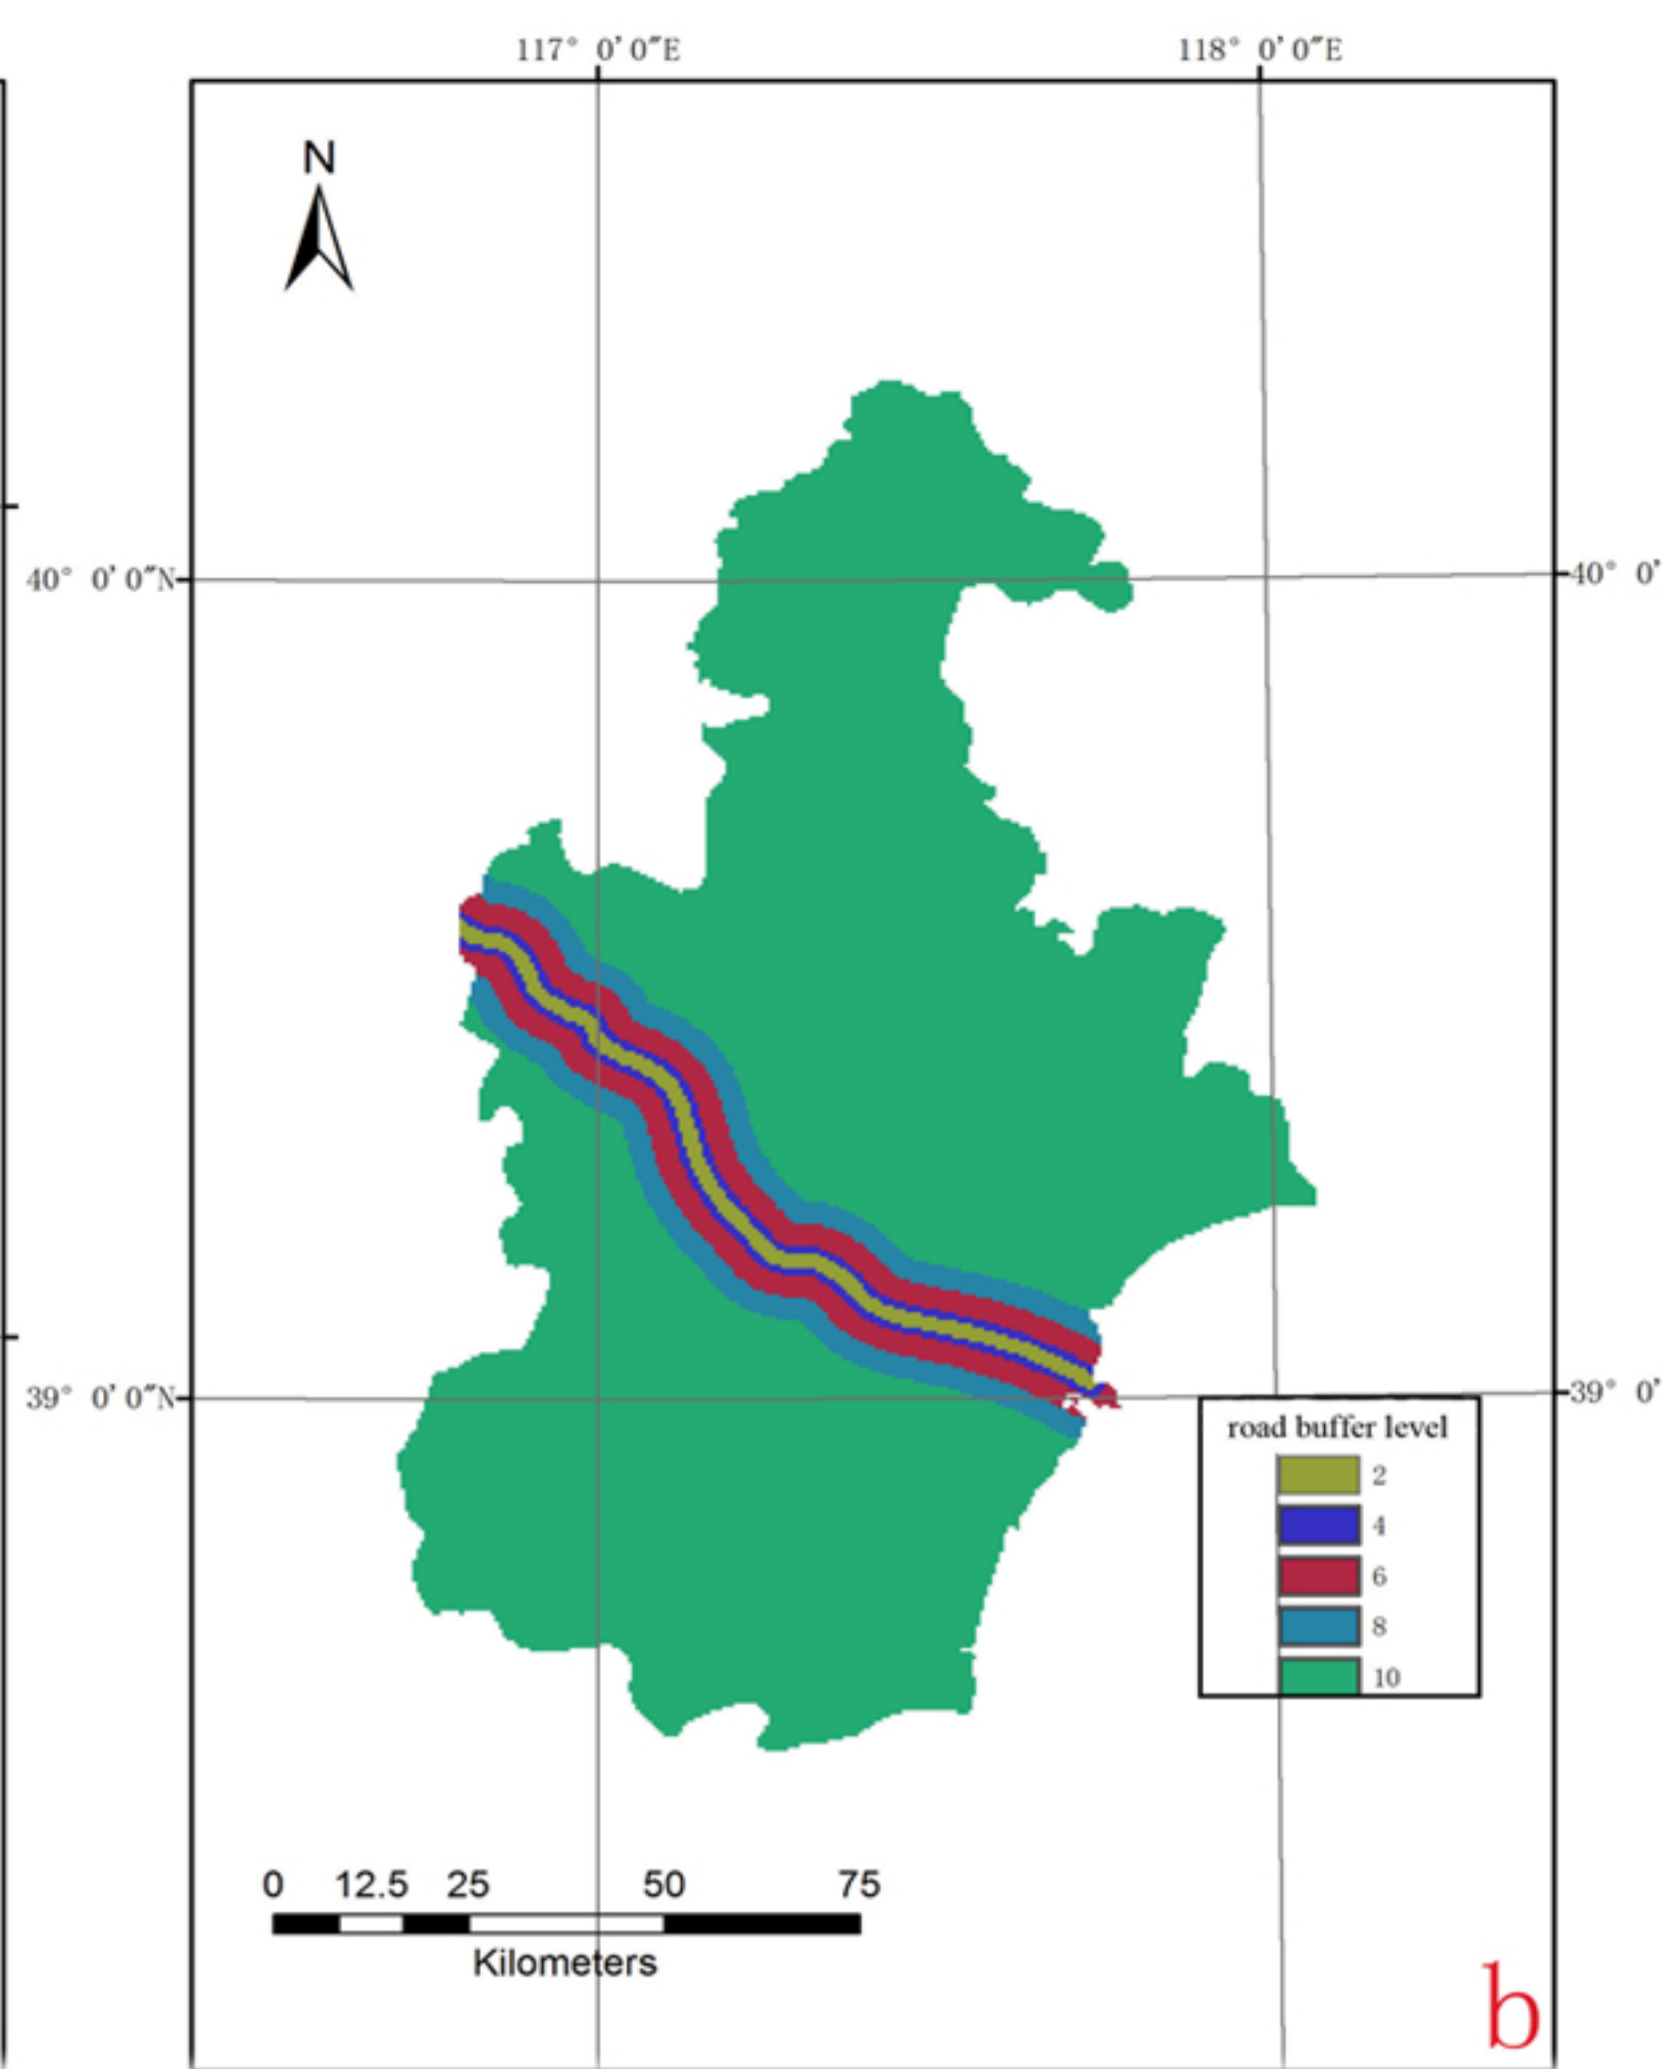 117° 0′ 0″E 118° 0′ 0″E
N
40° 0′ 0″N 40° 0′
39° 0′ 0″N 39° 0′
road buffer level
2
4
6
8
10
0 12.5 25 50 75
Kilometers
b